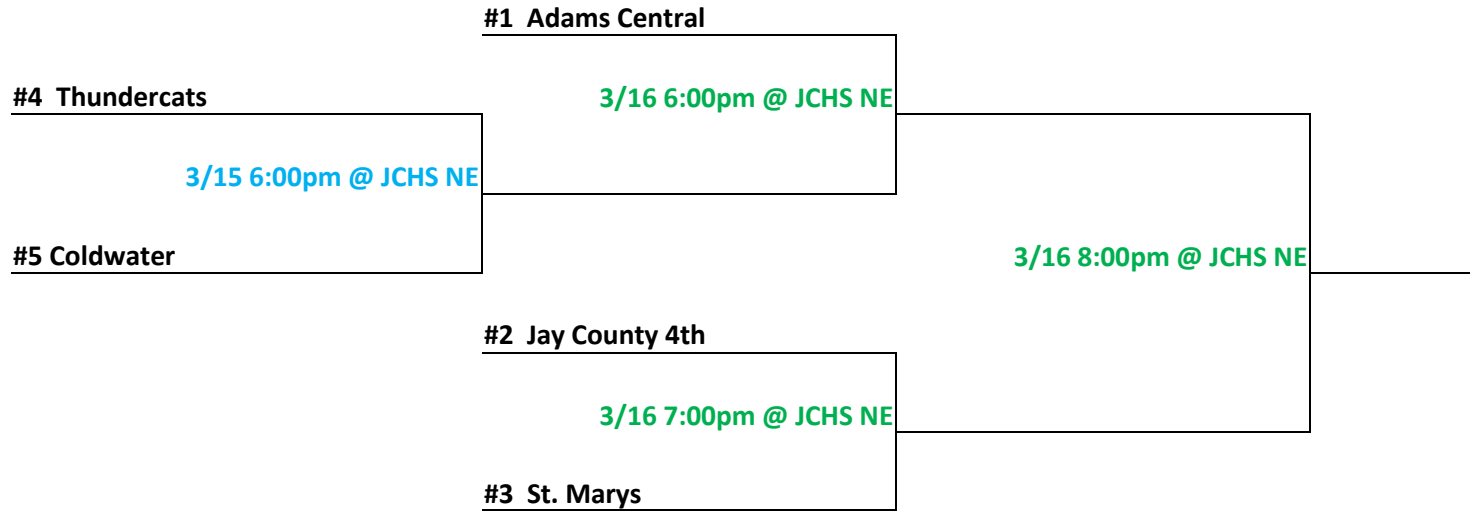 #1  Adams Central
#4  Thundercats
3/16 6:00pm @ JCHS NE
3/15 6:00pm @ JCHS NE
#5 Coldwater
3/16 8:00pm @ JCHS NE
#2  Jay County 4th
3/16 7:00pm @ JCHS NE
#3  St. Marys